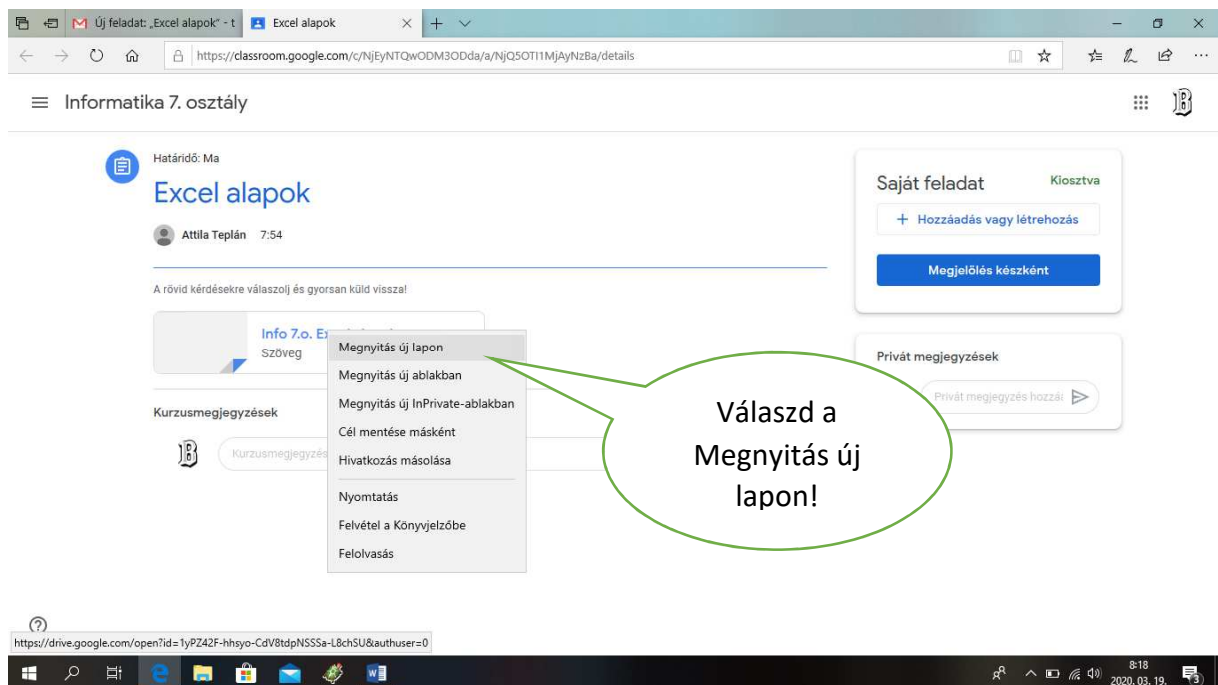 Új feladat: „Excel alapok" - t
Excel alapok
https://classroom.google.com/c/NjEyNTQwODM3ODda/a/NjQ5OTI1MjAyNzBa/details
Informatika 7. osztály
Határidő: Ma
Excel alapok
Attila Teplán 7:54
A rövid kérdésekre válaszolj és gyorsan küld vissza!
Info 7.o.
Szöveg
Kurzusmegjegyzések
Megnyitás új lapon
Megnyitás új ablakban
Megnyitás új InPrivate-ablakban
Cél mentése másként
Hivatkozás másolása
Nyomtatás
Felvétel a Könyvjelzőbe
Felolvasás
Válaszd a
Megnyitás új
lapon!
Saját feladat Kiosztva
+ Hozzáadás vagy létrehozás
Megjelölés készként
Privát megjegyzések
Privát megjegyzés hozzá
https://drive.google.com/open?id=1yPZ42F-hhsyo-CdV8tdpNSSSa-L8chSU&authuser=0
8:18
2020. 03. 19.